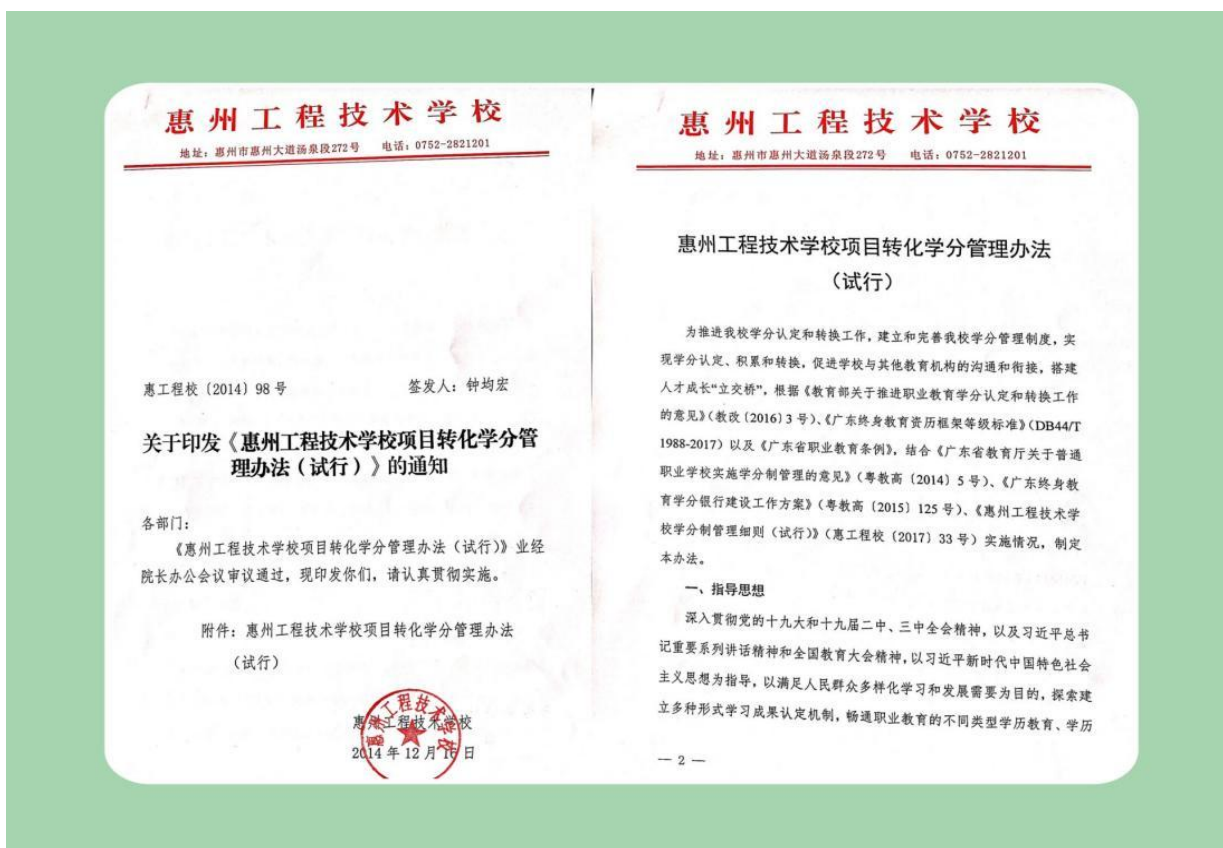 惠州工程技术学校
地址：惠州市惠州大道汤泉段272号 电话：0752-2821201
惠工程校〔2014〕98号 签发人：钟均宏
关于印发《惠州工程技术学校项目转化学分管
理办法（试行）》的通知
各部门：
《惠州工程技术学校项目转化学分管理办法（试行）》业经
院长办公会议审议通过，现印发你们，请认真贯彻实施。
附件：惠州工程技术学校项目转化学分管理办法
（试行）
惠州工程技术学校
2014年12月16日
惠州工程技术学校
惠州工程技术学校
地址：惠州市惠州大道汤泉段272号 电话：0752-2821201
惠州工程技术学校项目转化学分管理办法
（试行）
为推进我校学分认定和转换工作，建立和完善我校学分管理制度，实
现学分认定、积累和转换，促进学校与其他教育机构的沟通和衔接，搭建
人才成长“立交桥”，根据《教育部关于推进职业教育学分认定和转换工作
的意见》（教改〔2016〕3号）、《广东终身教育资历框架等级标准》（DB44/T
1988-2017）以及《广东省职业教育条例》，结合《广东省教育厅关于普通
职业学校实施学分制管理的意见》（粤教高〔2014〕5号）、《广东终身教
育学分银行建设工作方案》（粤教高〔2015〕125号）、《惠州工程技术学
校学分制管理细则（试行）》（惠工程校〔2017〕33号）实施情况，制定
本办法。
一、指导思想
深入贯彻党的十九大和十九届二中、三中全会精神，以及习近平总书
记重要系列讲话精神和全国教育大会精神，以习近平新时代中国特色社会
主义思想为指导，以满足人民群众多样化学习和发展需要为目的，探索建
立多种形式学习成果认定机制，畅通职业教育的不同类型学历教育、学历
— 2 —